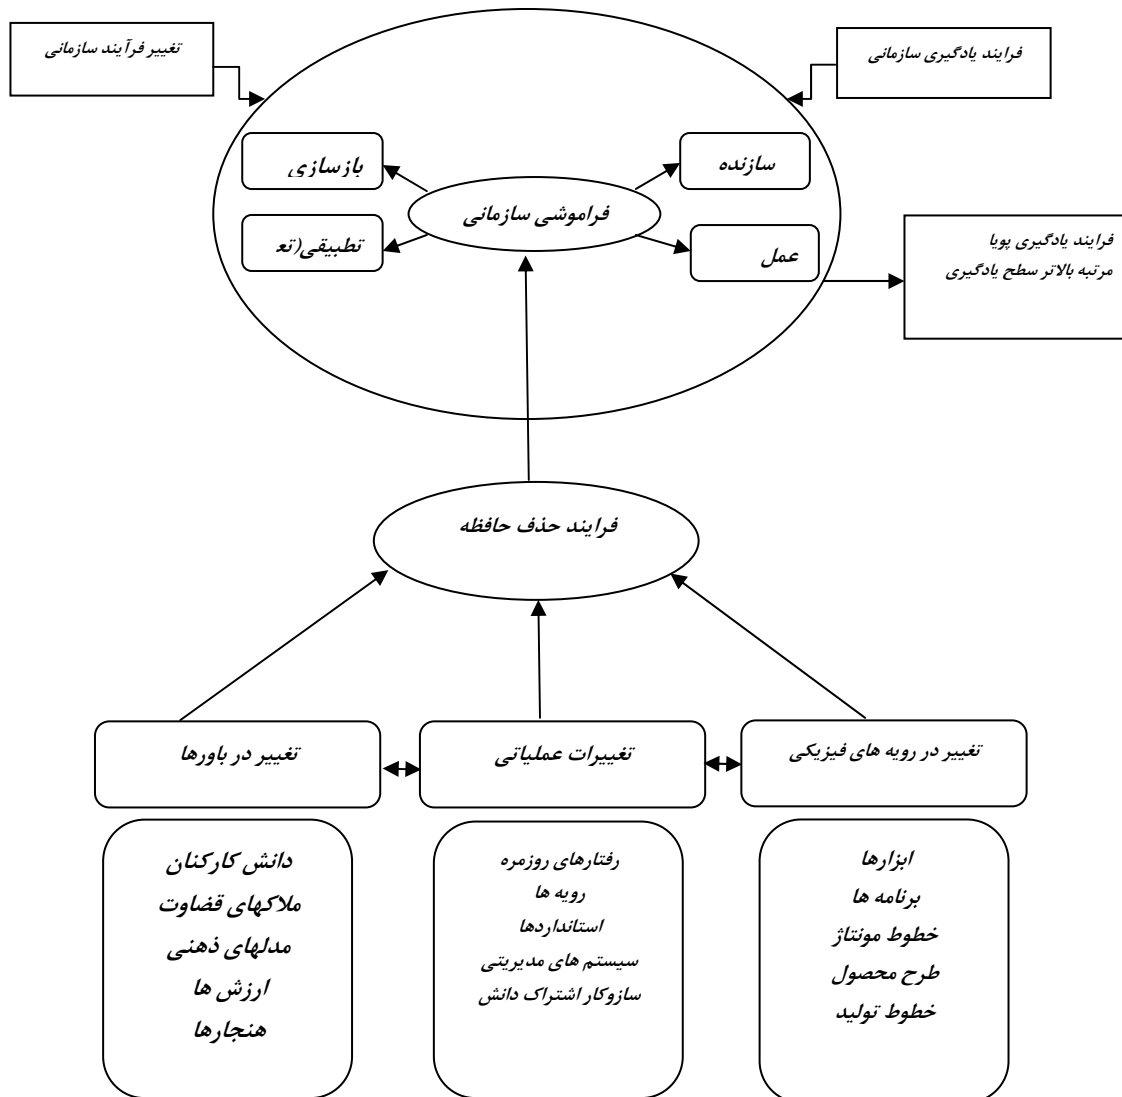 فرایند یادگیری سازمانی
تغییر فرآیند سازمانی
سازنده
بازسازی
فراموشی سازمانی
عمل
تطبیقی(تع
فرایند یادگیری پویا
مرتبه بالاتر سطح یادگیری
فرایند حذف حافظه
تغییر در رویه های فیزیکی
تغییرات عملیاتی
تغییر در باورها
ابزارها
برنامه ها
خطوط مونتاژ
طرح محصول
خطوط تولید
رفتارهای روزمره
رویه ها
استانداردها
سیستم های مدیریتی
سازوکار اشتراک دانش
دانش کارکنان
ملاکهای قضاوت
مدلهای ذهنی
ارزش ها
هنجارها